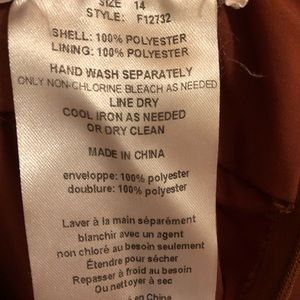 SIZE 14
STYLE: F12732
SHELL: 100% POLYESTER
LINING: 100% POLYESTER
HAND WASH SEPARATELY
ONLY NON-CHLORINE BLEACH AS NEEDED
LINE DRY
COOL IRON AS NEEDED
OR DRY CLEAN
MADE IN CHINA
enveloppe: 100% polyester
doublure: 100% polyester
Laver à la main séparément
blanchir avec un agent
non chloré au besoin seulement
Étendre pour sécher
Repasser à froid au besoin
Ou nettoyer à sec
en Chine